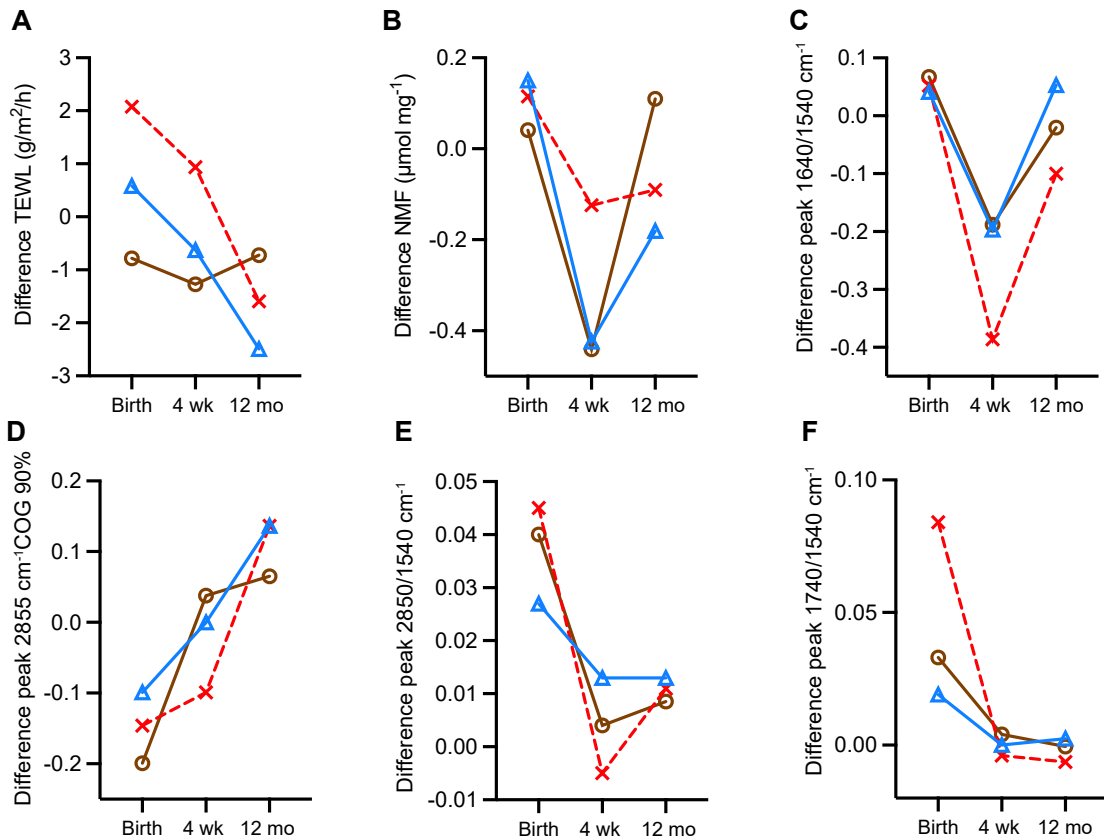 A
Difference TEWL (g/m²/h)
3
2
1
0
-1
-2
-3
Birth 4 wk 12 mo
B
Difference NMF (µmol mg⁻¹)
0.2
0.0
-0.2
-0.4
Birth 4 wk 12 mo
C
Difference peak 1640/1540 cm⁻¹
0.1
0.0
-0.1
-0.2
-0.3
-0.4
Birth 4 wk 12 mo
D
Difference peak 2855 cm⁻¹COG 90%
0.2
0.1
0.0
-0.1
-0.2
Birth 4 wk 12 mo
E
Difference peak 2850/1540 cm⁻¹
0.05
0.04
0.03
0.02
0.01
0.00
-0.01
Birth 4 wk 12 mo
F
Difference peak 1740/1540 cm⁻¹
0.10
0.05
0.00
Birth 4 wk 12 mo